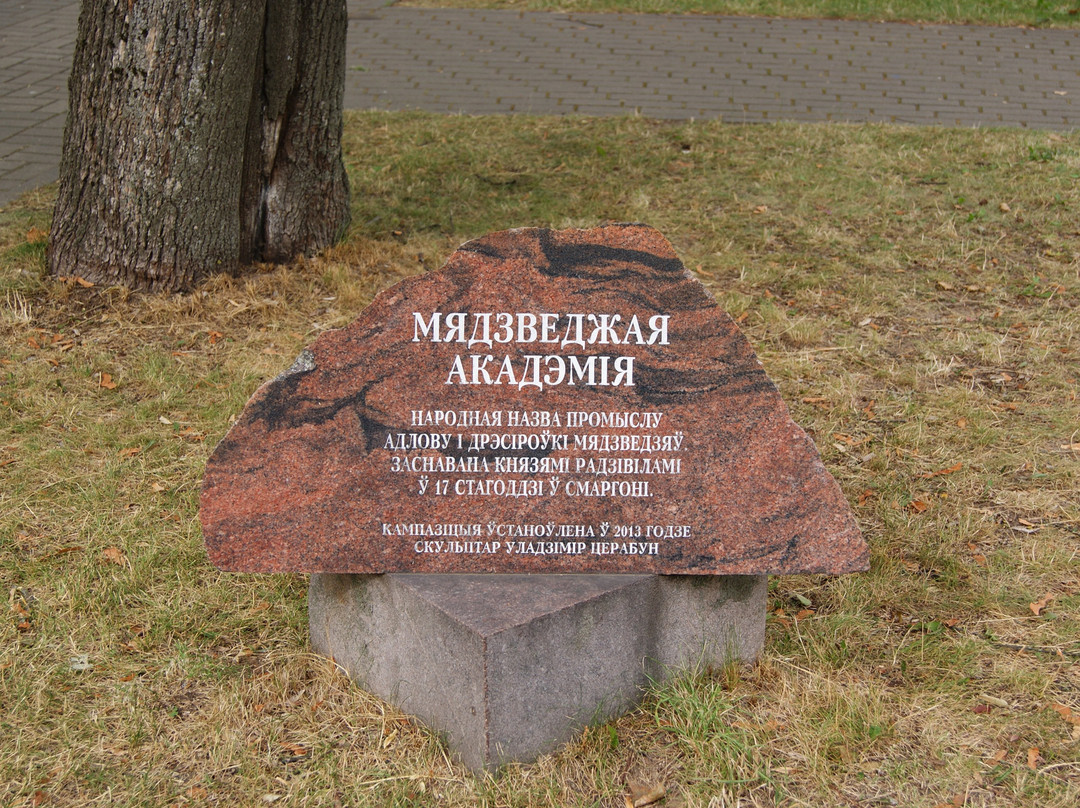 МЯДЗВЕДЖАЯ
АКАДЭМІЯ
НАРОДНАЯ НАЗВА ПРОМЫСЛУ
АДЛОВУ І ДРЭСІРОЎКІ МЯДЗВЕДЗЯЎ.
ЗАСНАВАНА КНЯЗЯМІ РАДЗІВІЛАМІ
Ў 17 СТАГОДДЗІ Ў СМАРГОНІ.
КАМПАЗІЦЫЯ ЎСТАНОЎЛЕНА Ў 2013 ГОДЗЕ
СКУЛЬПТАР УЛАДЗІМІР ЦЕРАБУН